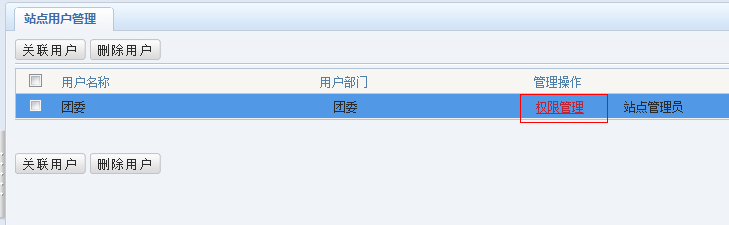 站点用户管理
关联用户 删除用户
用户名称 用户部门 管理操作
团委 团委 权限管理 站点管理员
关联用户 删除用户